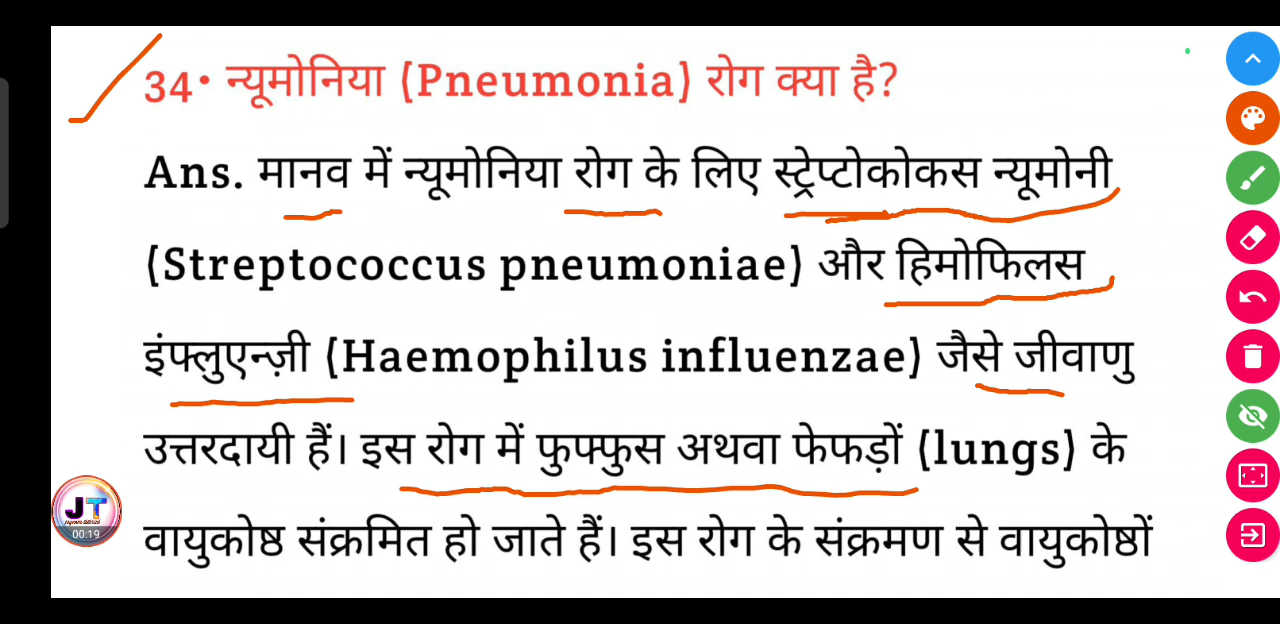 34• न्यूमोनिया (Pneumonia) रोग क्या है?
Ans. मानव में न्यूमोनिया रोग के लिए स्ट्रेप्टोकोकस न्यूमोनी
(Streptococcus pneumoniae) और हिमोफिलस
इंफ्लुएन्ज़ी (Haemophilus influenzae) जैसे जीवाणु
उत्तरदायी हैं। इस रोग में फुफ्फुस अथवा फेफड़ों (lungs) के
वायुकोष्ठ संक्रमित हो जाते हैं। इस रोग के संक्रमण से वायुकोष्ठों
JT
00:19